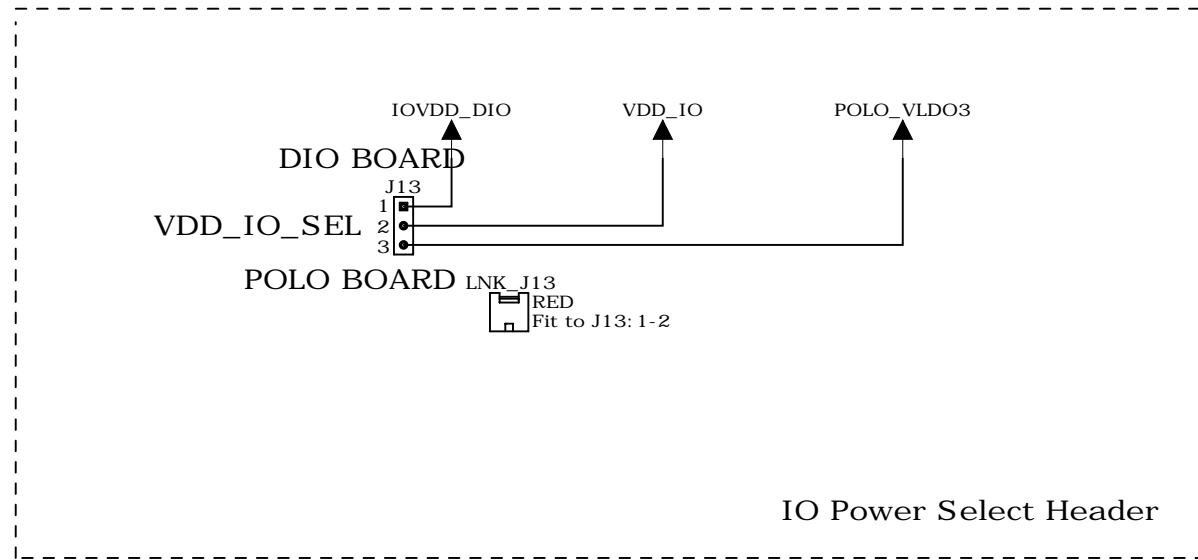 IOVDD_DIO
VDD_IO
POLO_VLDO3
DIO BOARD
J13
1
VDD_IO_SEL 2
3
POLO BOARD
LNK_J13
RED
Fit to J13:1-2
IO Power Select Header